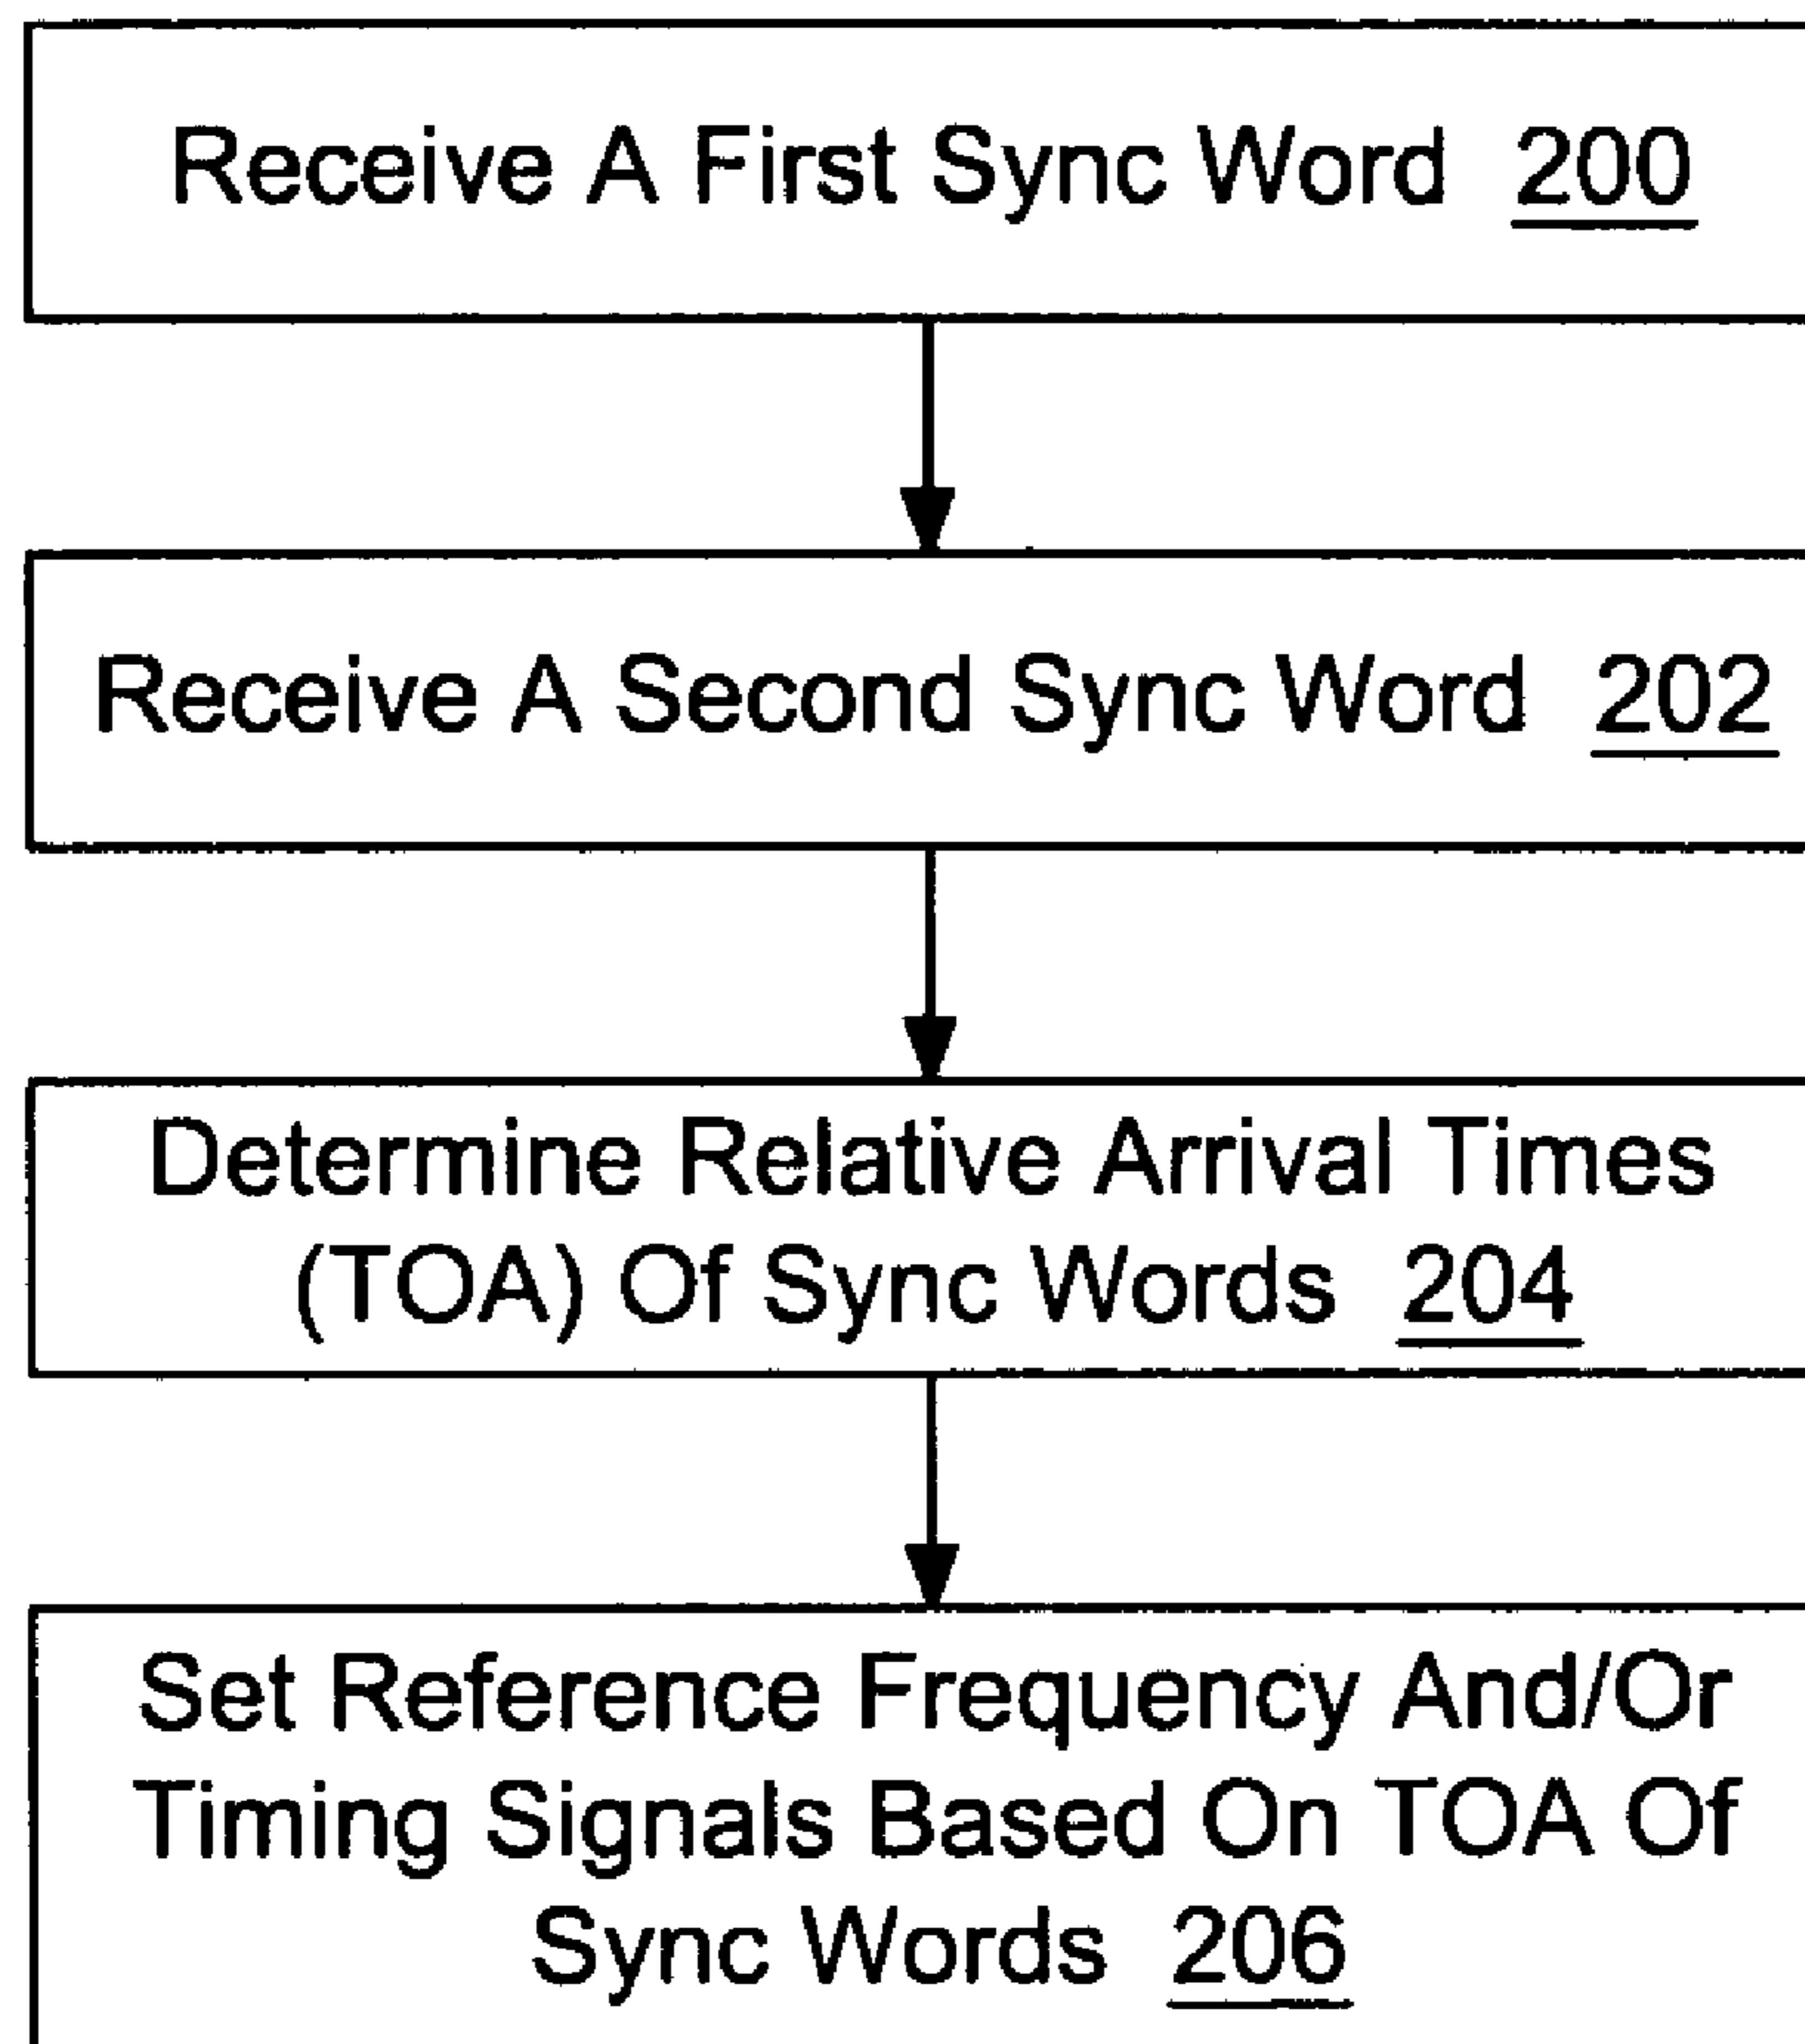 Receive A First Sync Word 200
Receive A Second Sync Word 202
Determine Relative Arrival Times
(TOA) Of Sync Words 204
Set Reference Frequency And/Or
Timing Signals Based On TOA Of
Sync Words 206